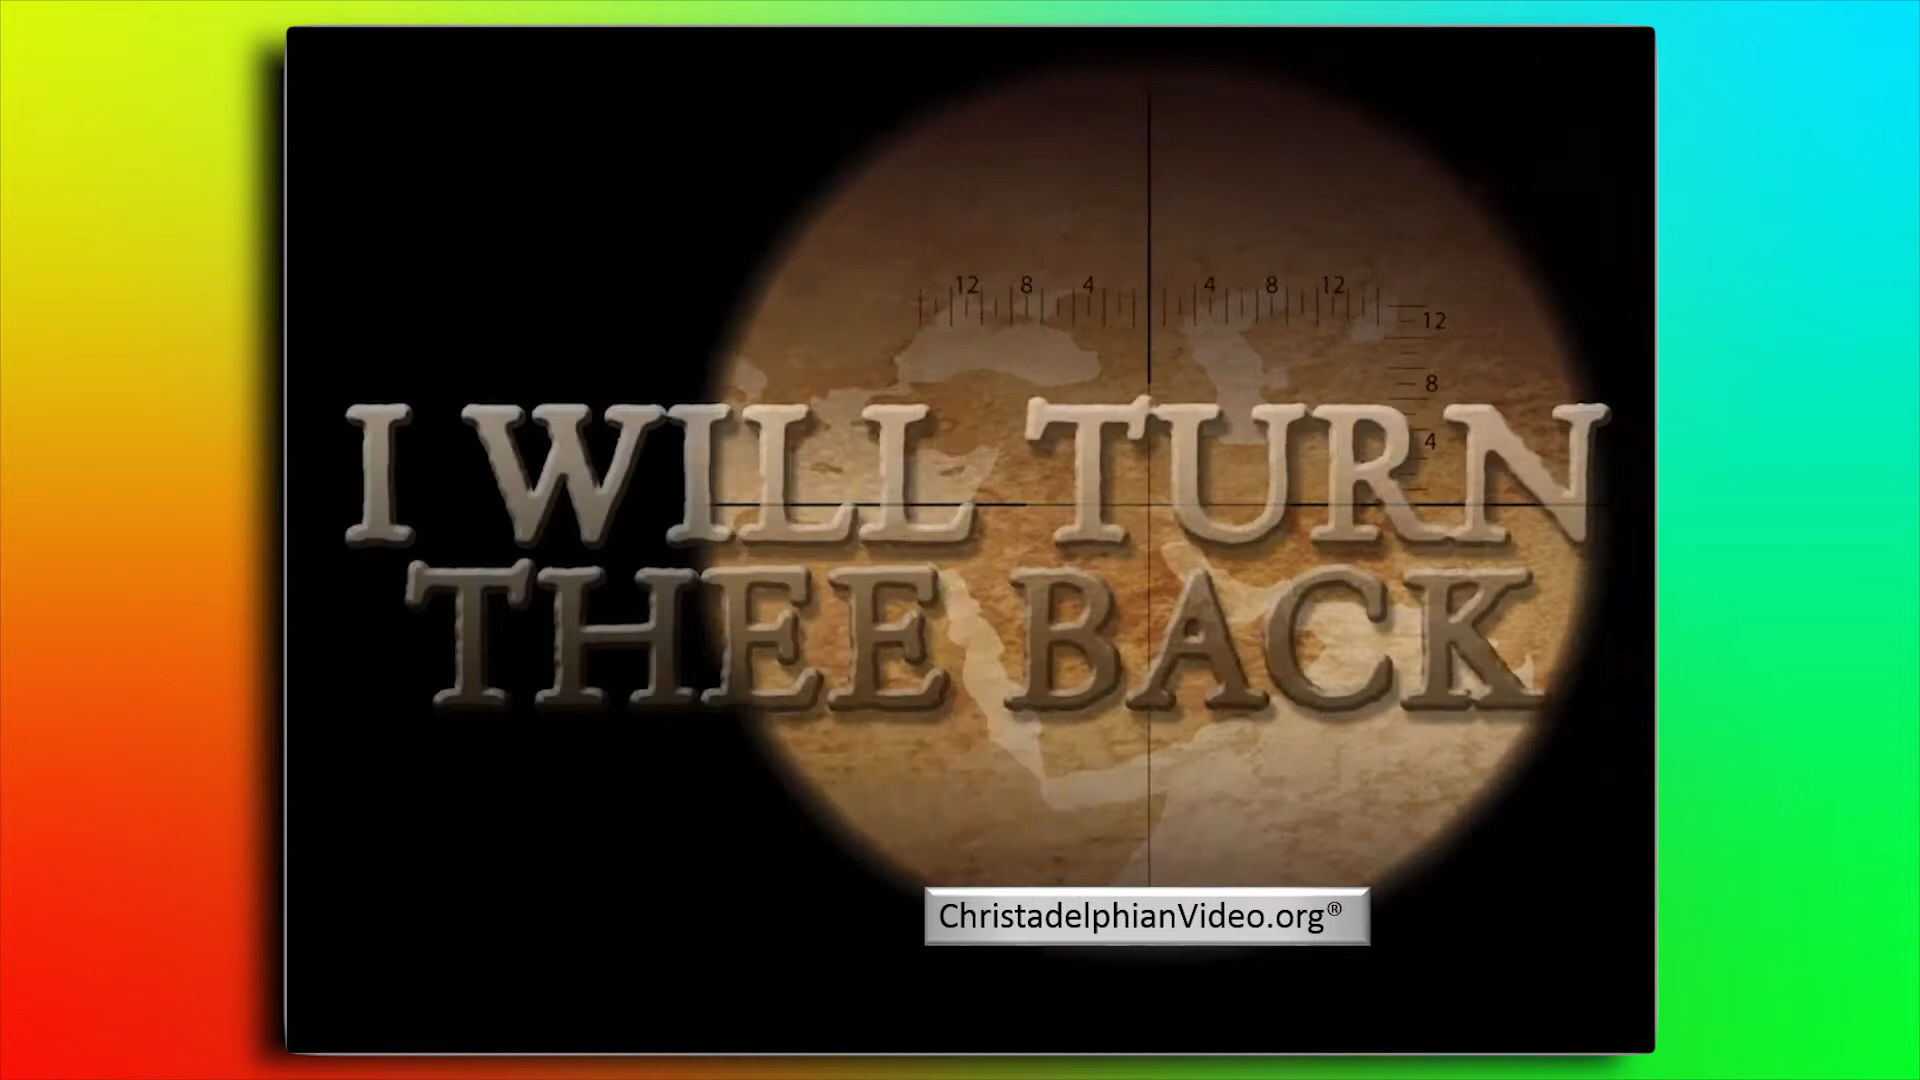 12 8 4 4 8 12
12
8
I WILL TURN
4
THEE BACK
ChristadelphianVideo.org®